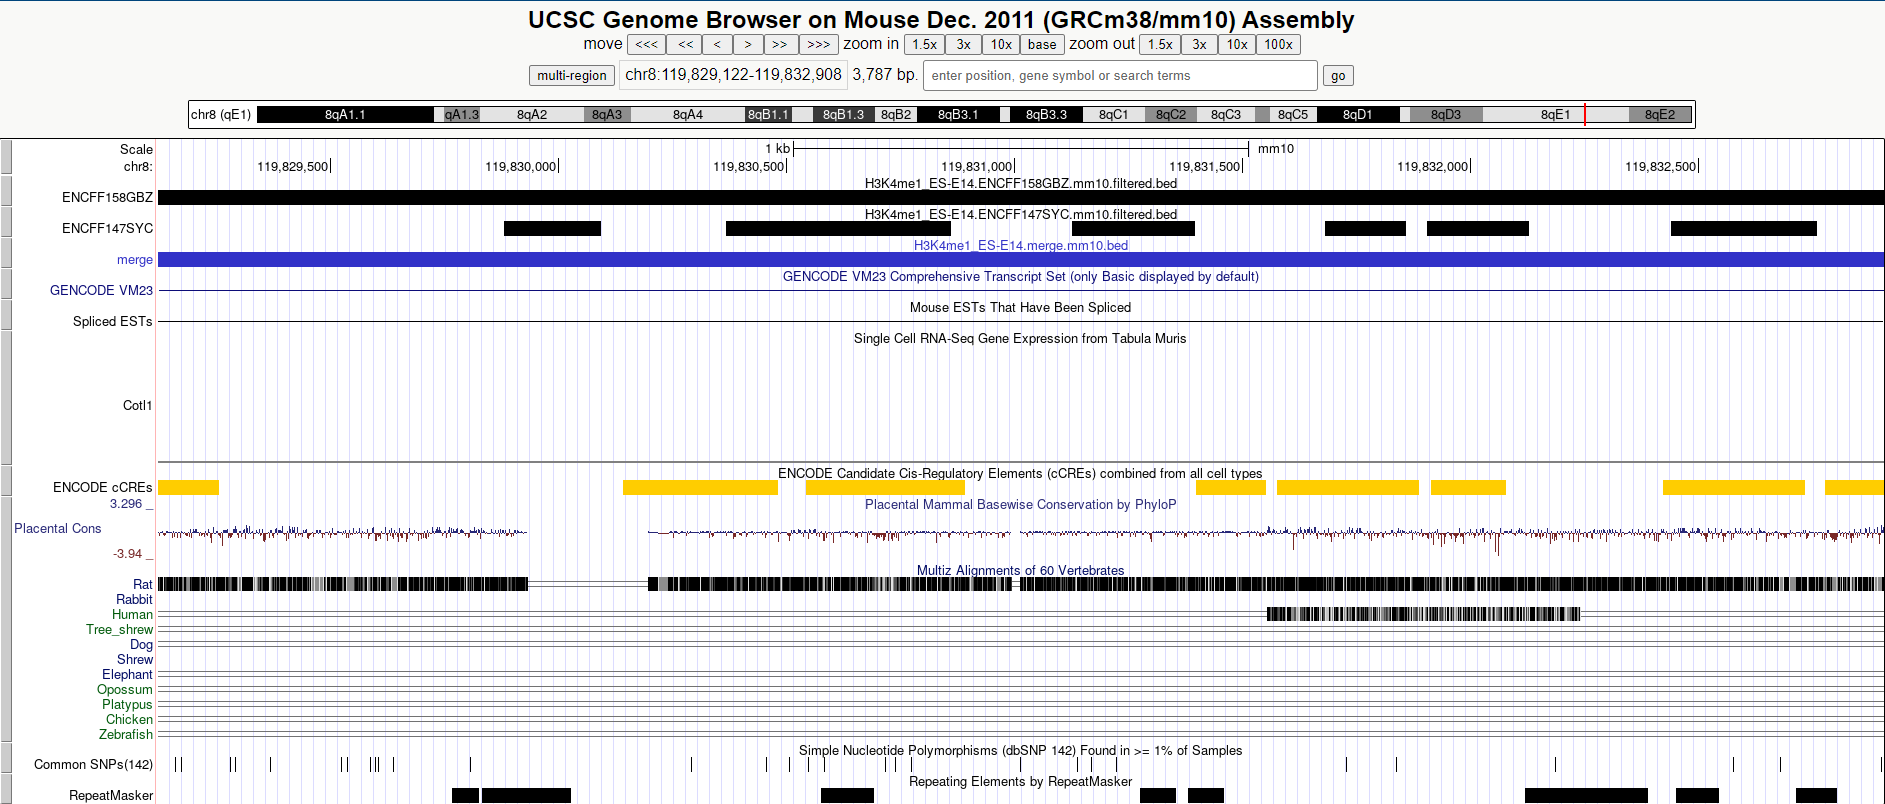 UCSC Genome Browser on Mouse Dec. 2011 (GRCm38/mm10) Assembly
move <<< << < > >> >>> zoom in 1.5x 3x 10x base zoom out 1.5x 3x 10x 100x
multi-region chr8:119,829,122-119,832,908 3,787 bp. enter position, gene symbol or search terms go
chr8 (qE1) 8qA1.1 qA1.3 8qA2 8qA3 8qA4 8qB1.1 8qB1.3 8qB2 8qB3.1 8qB3.3 8qC1 8qC2 8qC3 8qC5 8qD1 8qD3 8qE1 8qE2
Scale 1 kb mm10
chr8: 119,829,500 119,830,000 119,830,500 119,831,000 119,831,500 119,832,000 119,832,500
H3K4me1_ES-E14.ENCFF158GBZ.mm10.filtered.bed
ENCFF158GBZ
H3K4me1_ES-E14.ENCFF147SYC.mm10.filtered.bed
ENCFF147SYC
H3K4me1_ES-E14.merge.mm10.bed
merge
GENCODE VM23 Comprehensive Transcript Set (only Basic displayed by default)
GENCODE VM23
Mouse ESTs That Have Been Spliced
Spliced ESTs
Single Cell RNA-Seq Gene Expression from Tabula Muris
Cotl1
ENCODE Candidate Cis-Regulatory Elements (cCREs) combined from all cell types
ENCODE cCREs
3.296 _ Placental Mammal Basewise Conservation by PhyloP
Placental Cons
-3.94 _
Multiz Alignments of 60 Vertebrates
Rat
Rabbit
Human
Tree_shrew
Dog
Shrew
Elephant
Opossum
Platypus
Chicken
Zebrafish
Simple Nucleotide Polymorphisms (dbSNP 142) Found in >= 1% of Samples
Common SNPs(142)
Repeating Elements by RepeatMasker
RepeatMasker